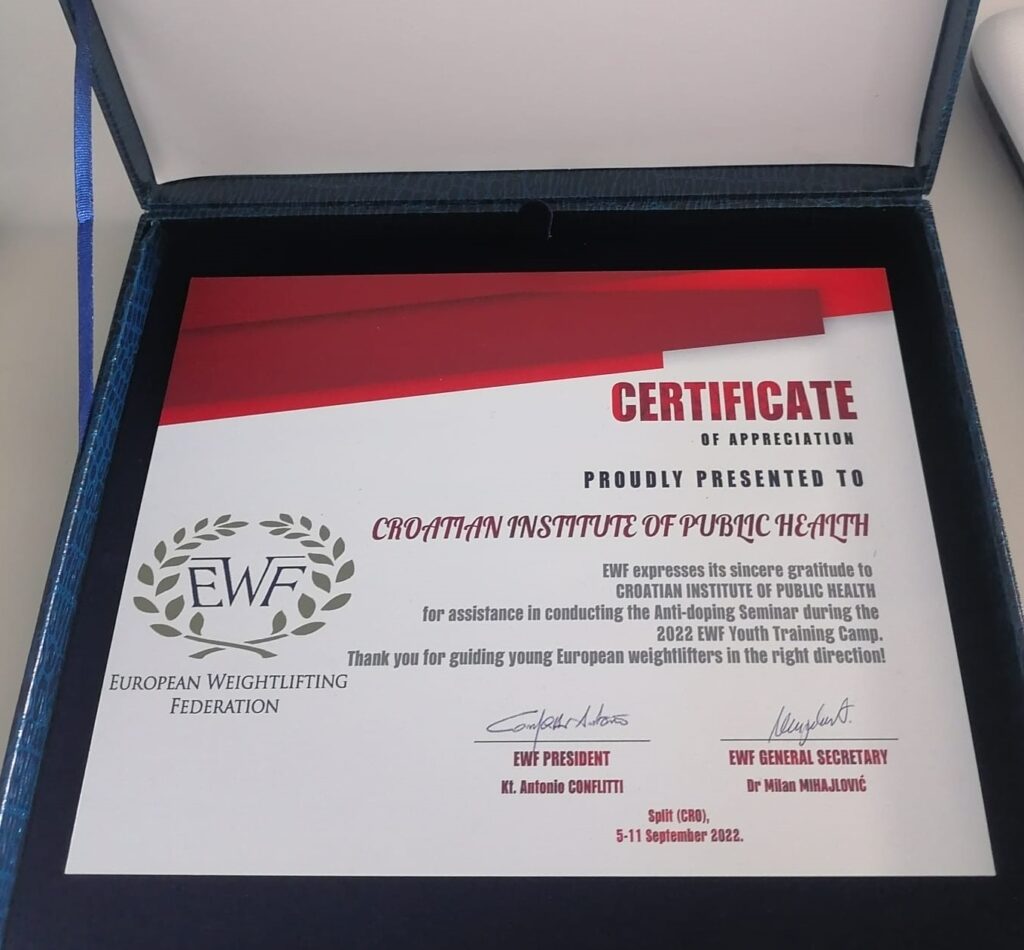 CERTIFICATE
OF APPRECIATION
PROUDLY PRESENTED TO
CROATIAN INSTITUTE OF PUBLIC HEALTH
EWF expresses its sincere gratitude to
CROATIAN INSTITUTE OF PUBLIC HEALTH
for assistance in conducting the Anti-doping Seminar during the
2022 EWF Youth Training Camp.
Thank you for guiding young European weightlifters in the right direction!
EWF
EUROPEAN WEIGHTLIFTING
FEDERATION
EWF PRESIDENT
Kt. Antonio CONFLITTI
EWF GENERAL SECRETARY
Dr Milan MIHAJLOVIĆ
Split (CRO),
5-11 September 2022.